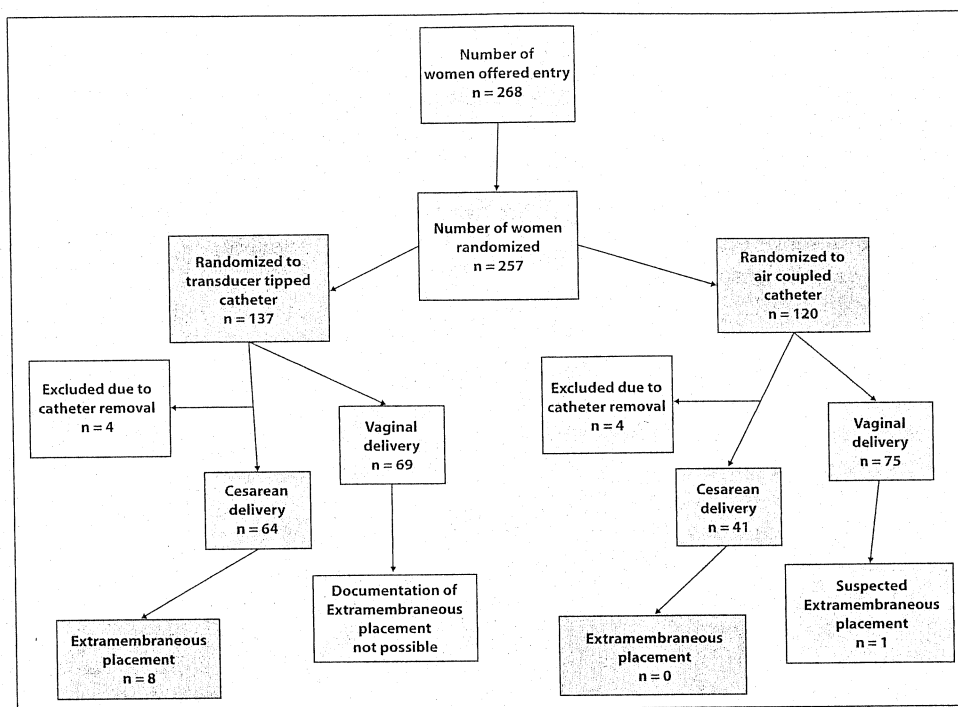 Number of
women offered entry
n = 268
Number of women
randomized
n = 257
Randomized to
transducer tipped
catheter
n = 137
Randomized to
air coupled
catheter
n = 120
Excluded due to
catheter removal
n = 4
Vaginal
delivery
n = 69
Cesarean
delivery
n = 64
Excluded due to
catheter removal
n = 4
Vaginal
delivery
n = 75
Cesarean
delivery
n = 41
Extramembraneous
placement
n = 8
Documentation of
Extramembraneous
placement
not possible
Extramembraneous
placement
n = 0
Suspected
Extramembraneous
placement
n = 1